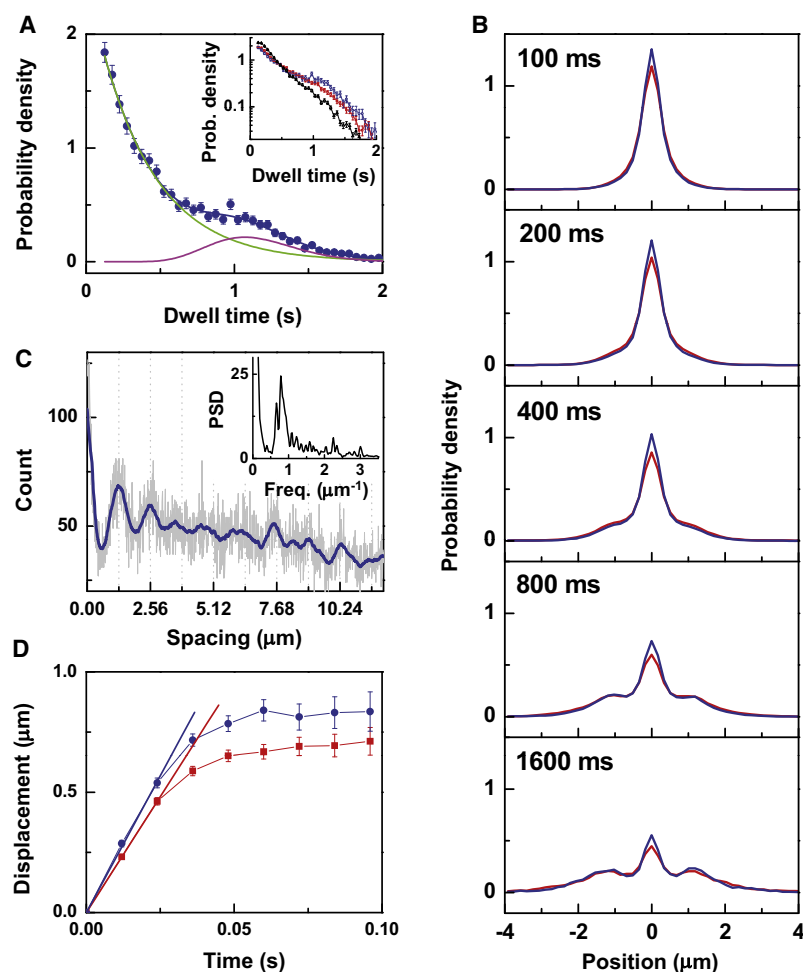 A
2
1
0
Probability density
0
1
2
Dwell time (s)
1
0.1
Prob. density
0
1
2
Dwell time (s)
B
100 ms
1
0
200 ms
1
0
400 ms
1
0
800 ms
1
0
1600 ms
1
0
Probability density
-4
-2
0
2
4
Position (μm)
C
100
50
Count
0.00
2.56
5.12
7.68
10.24
Spacing (μm)
25
PSD
0
1
2
3
Freq. (μm⁻¹)
D
1.0
0.5
0.0
Displacement (μm)
0.00
0.05
0.10
Time (s)